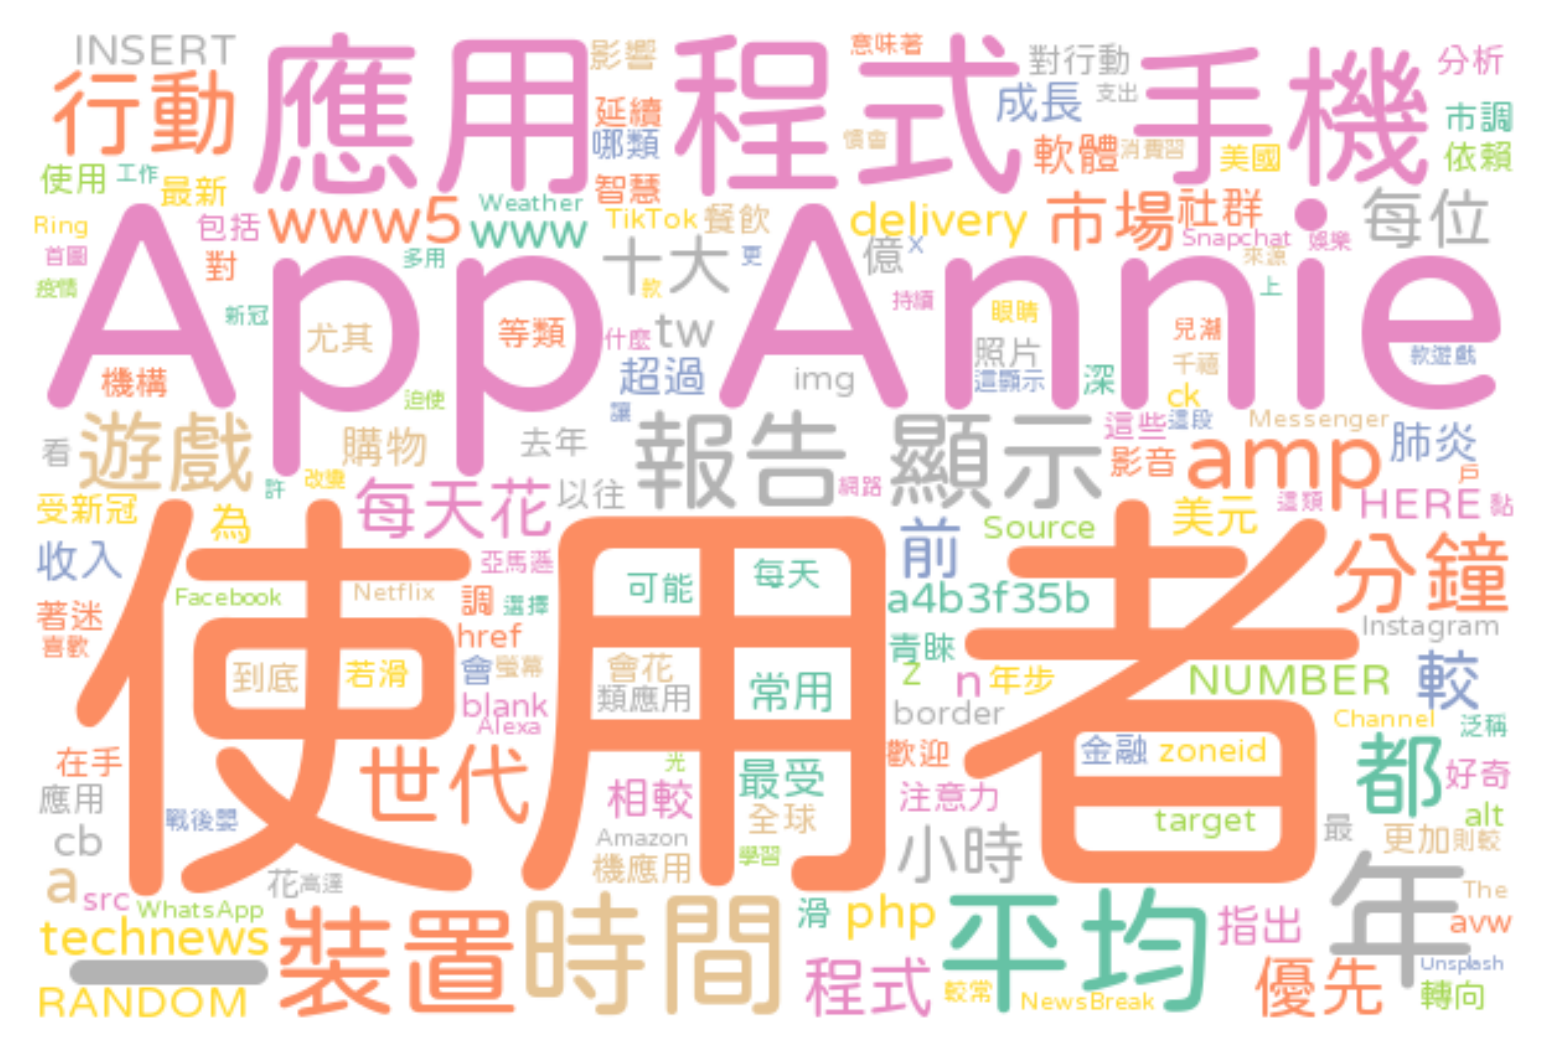 INSERT
行動
應用程式
手機
影響
意味著
對行動
支出
分析
延續
哪類
慣會
成長
軟體
消費習
美國
市調
依賴
使用
工作
最新
智慧
Ring
包括
www5
Weather
www
TikTok
餐飲
delivery
市場
社群
每位
Snapchat
娛樂
首圖
對
多用
十大
更
億
x
來源
疫情
App Annie
新冠
款
持續
上
尤其
等類
什麼
tw
眼睛
兒潮
機構
超過
img
照片
這顯示
深
千禧
款遊戲
迫使
讓
ck
看
遊戲
購物
去年
報告
顯示
這些
這段
Messenger
肺炎
影音
amp
戶
許
改變
每天花
以往
網路
受新冠
為
美元
這類
HERE
黏
使用者
前
Source
收入
亞馬遜
可能
每天
分鐘
Facebook
Netflix
調
選擇
a4b3f35b
著迷
喜歡
href
青睞
Instagram
到底
若滑
會
螢幕
會花
類應用
常用
z
n
年步
NUMBER
較
blank
Alexa
border
Channel
泛稱
在手
世代
光
最受
歡迎
金融
zoneid
都
好奇
應用
相較
注意力
戰後嬰
全球
target
最
alt
cb
Amazon
學習
小時
更加
則較
機應用
a
src
花
高達
年
The
WhatsApp
technews
裝置
時間
滑
php
平均
指出
avw
一
程式
較常
優先
Unsplash
RANDOM
NewsBreak
轉向